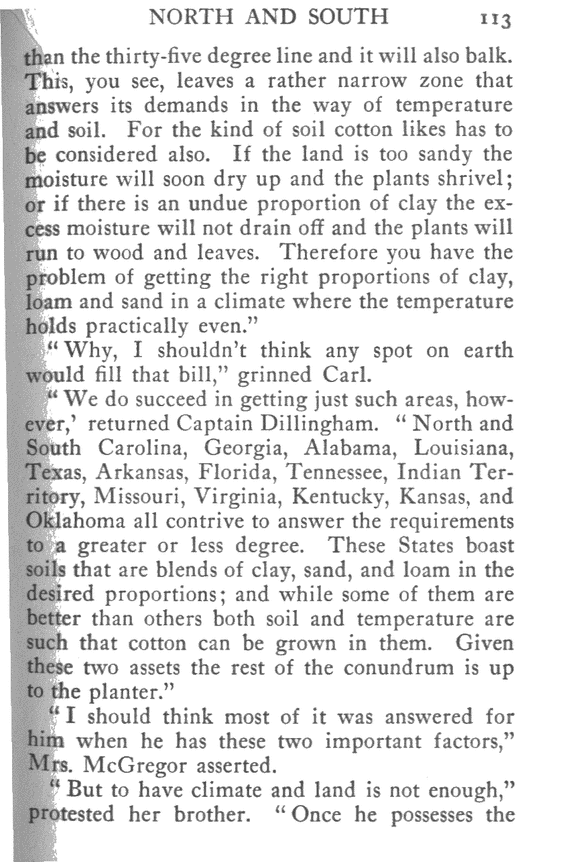 NORTH AND SOUTH 113
than the thirty-five degree line and it will also balk.
This, you see, leaves a rather narrow zone that
answers its demands in the way of temperature
and soil. For the kind of soil cotton likes has to
be considered also. If the land is too sandy the
moisture will soon dry up and the plants shrivel;
or if there is an undue proportion of clay the ex-
cess moisture will not drain off and the plants will
run to wood and leaves. Therefore you have the
problem of getting the right proportions of clay,
loam and sand in a climate where the temperature
holds practically even.”
“ Why, I shouldn't think any spot on earth
would fill that bill,” grinned Carl.
“ We do succeed in getting just such areas, how-
ever,’ returned Captain Dillingham. “ North and
South Carolina, Georgia, Alabama, Louisiana,
Texas, Arkansas, Florida, Tennessee, Indian Ter-
ritory, Missouri, Virginia, Kentucky, Kansas, and
Oklahoma all contrive to answer the requirements
to a greater or less degree. These States boast
soils that are blends of clay, sand, and loam in the
desired proportions; and while some of them are
better than others both soil and temperature are
such that cotton can be grown in them. Given
these two assets the rest of the conundrum is up
to the planter.”
“ I should think most of it was answered for
him when he has these two important factors,”
Mrs. McGregor asserted.
“ But to have climate and land is not enough,”
protested her brother. “ Once he possesses the